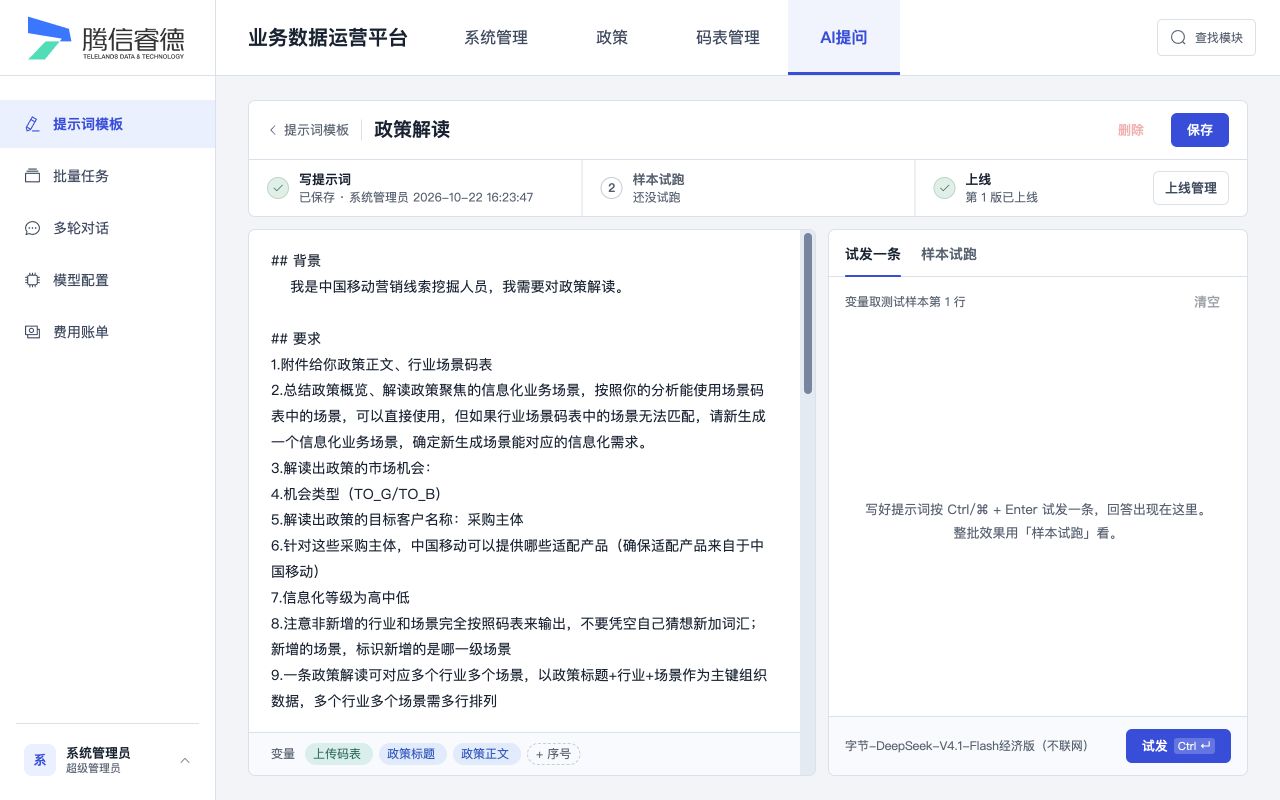 腾信睿德
TELELANDS DATA & TECHNOLOGY
业务数据运营平台
系统管理
政策
码表管理
AI提问
查找模块
提示词模板
批量任务
多轮对话
模型配置
费用账单
系
系统管理员
超级管理员
提示词模板
政策解读
删除
保存
写提示词
已保存 · 系统管理员 2026-10-22 16:23:47
2
样本试跑
还没试跑
上线
第 1 版已上线
上线管理
## 背景
我是中国移动营销线索挖掘人员，我需要对政策解读。
## 要求
1.附件给你政策正文、行业场景码表
2.总结政策概览、解读政策聚焦的信息化业务场景，按照你的分析能使用场景码
表中的场景，可以直接使用，但如果行业场景码表中的场景无法匹配，请新生成
一个信息化业务场景，确定新生成场景能对应的信息化需求。
3.解读出政策的市场机会：
4.机会类型（TO_G/TO_B）
5.解读出政策的目标客户名称：采购主体
6.针对这些采购主体，中国移动可以提供哪些适配产品（确保适配产品来自于中
国移动）
7.信息化等级为高中低
8.注意非新增的行业和场景完全按照码表来输出，不要凭空自己猜想新加词汇；
新增的场景，标识新增的是哪一级场景
9.一条政策解读可对应多个行业多个场景，以政策标题+行业+场景作为主键组织
数据，多个行业多个场景需多行排列
变量
上传码表
政策标题
政策正文
+ 序号
试发一条
样本试跑
变量取测试样本第 1 行
清空
写好提示词按 Ctrl/⌘ + Enter 试发一条，回答出现在这里。
整批效果用「样本试跑」看。
字节-DeepSeek-V4.1-Flash经济版（不联网）
试发 Ctrl ↵